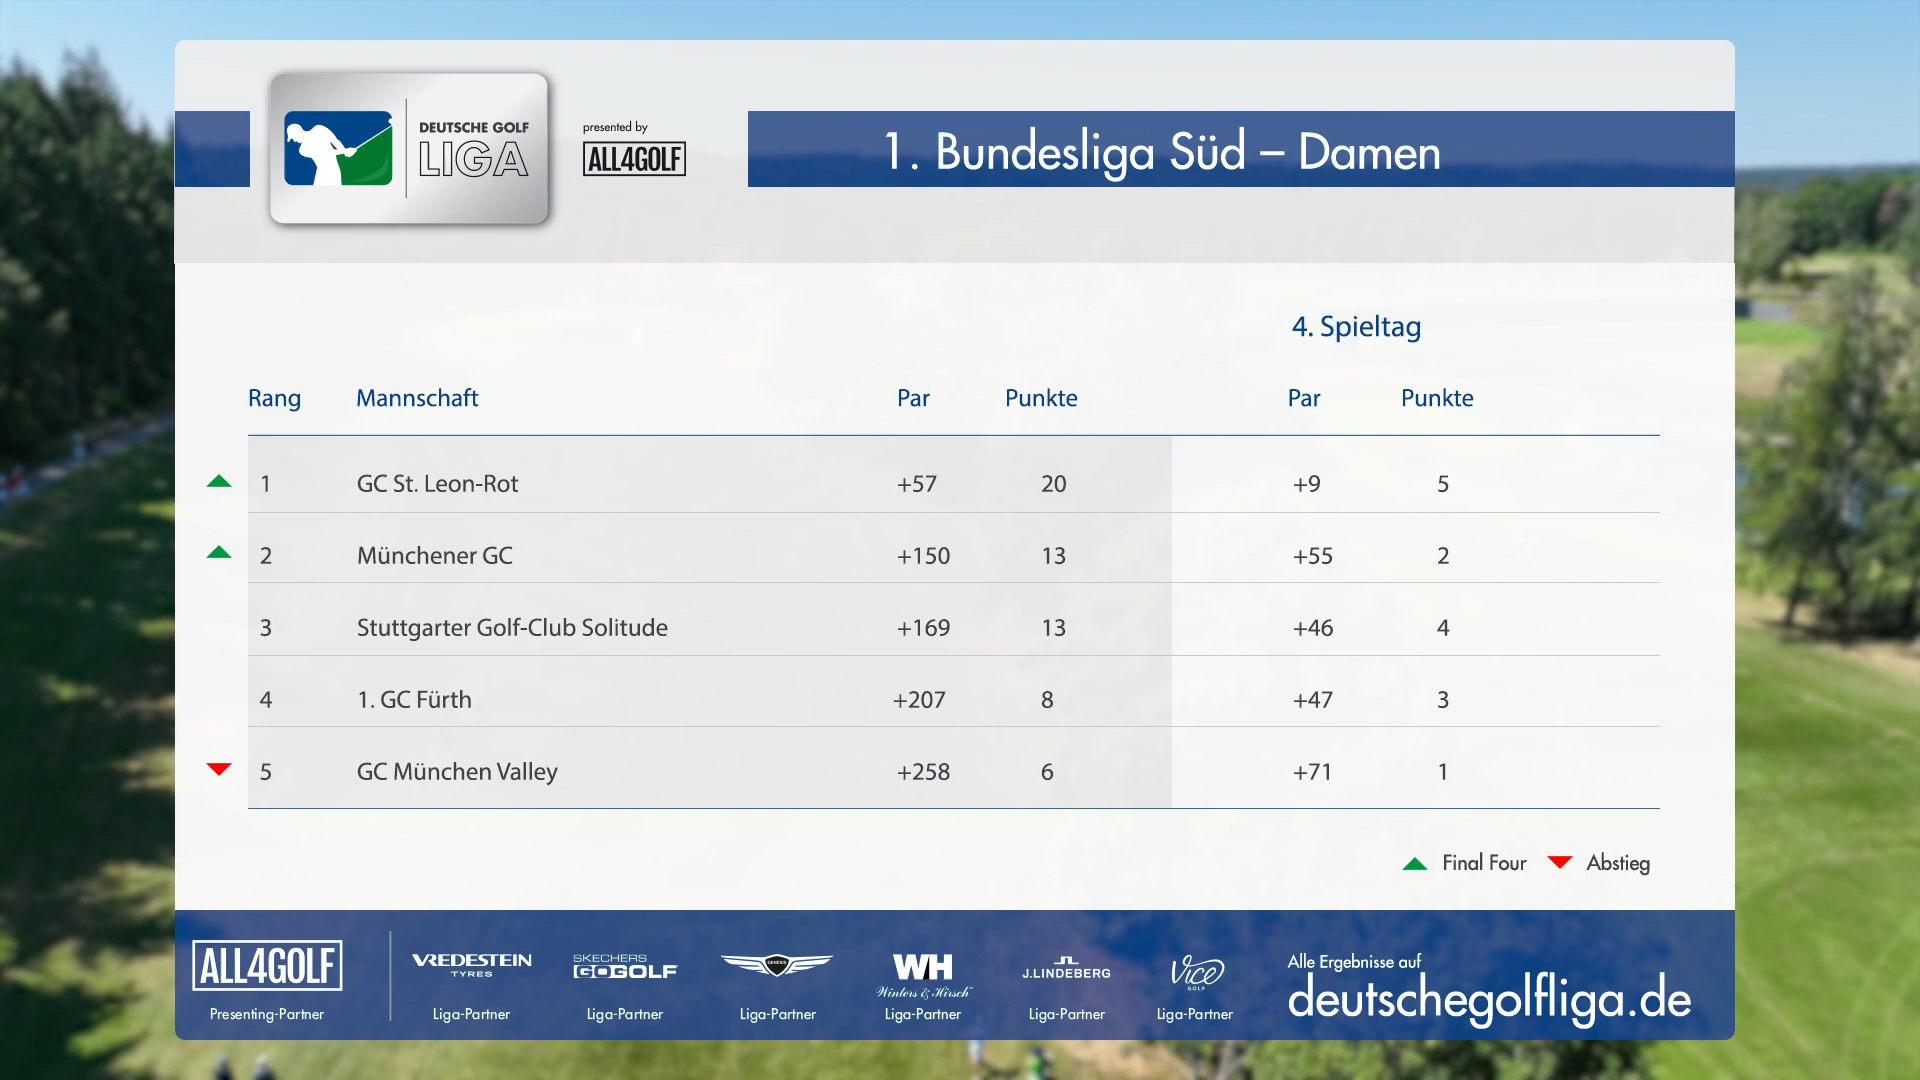 DEUTSCHE GOLF
LIGA
presented by
ALL4GOLF
1. Bundesliga Süd – Damen
4. Spieltag
Rang Mannschaft Par Punkte Par Punkte
1 GC St. Leon-Rot +57 20 +9 5
2 Münchener GC +150 13 +55 2
3 Stuttgarter Golf-Club Solitude +169 13 +46 4
4 1. GC Fürth +207 8 +47 3
5 GC München Valley +258 6 +71 1
Final Four Abstieg
ALL4GOLF
Presenting-Partner
VREDESTEIN
TYRES
Liga-Partner
SKECHERS
GO GOLF
Liga-Partner
GENESIS
Liga-Partner
WH
Winters & Hirsch
Liga-Partner
J.LINDEBERG
Liga-Partner
Vice
GOLF
Liga-Partner
Alle Ergebnisse auf
deutschegolfliga.de